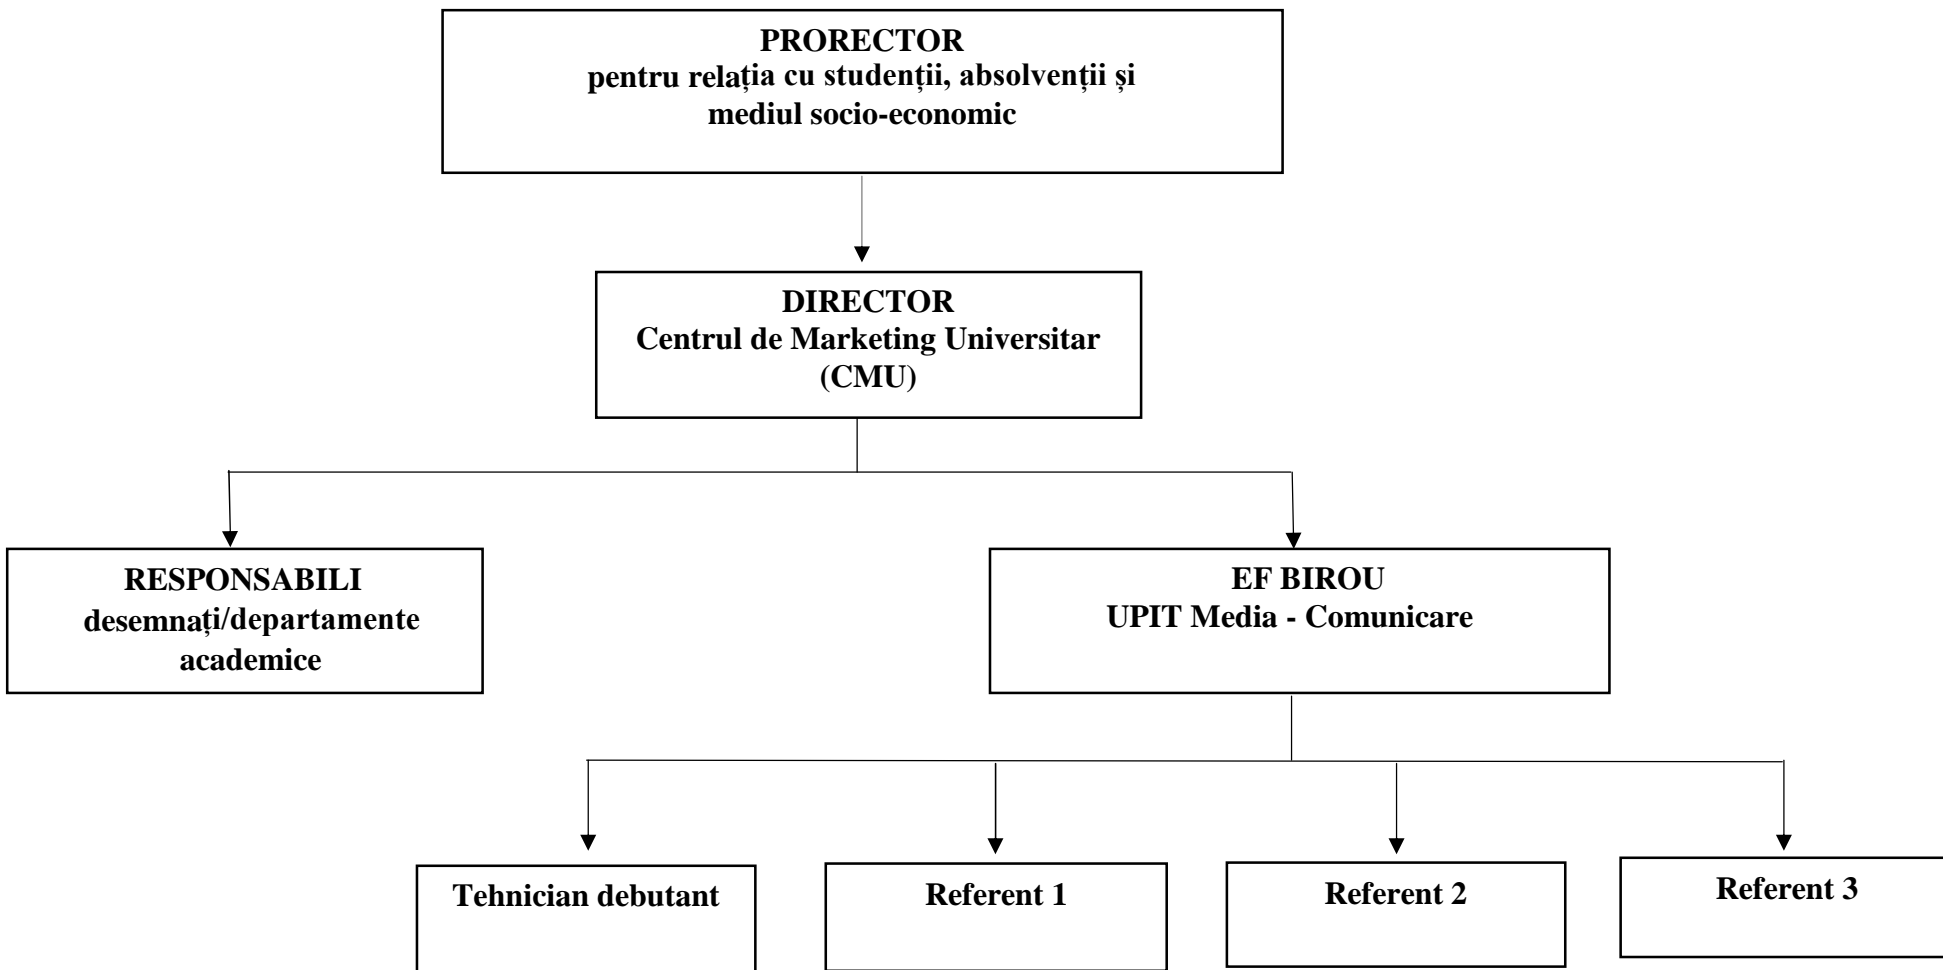 PRORECTOR
pentru relația cu studenții, absolvenții și
mediul socio-economic
DIRECTOR
Centrul de Marketing Universitar
(CMU)
RESPONSABILI
desemnați/departamente
academice
EF BIROU
UPIT Media - Comunicare
Tehnician debutant
Referent 1
Referent 2
Referent 3